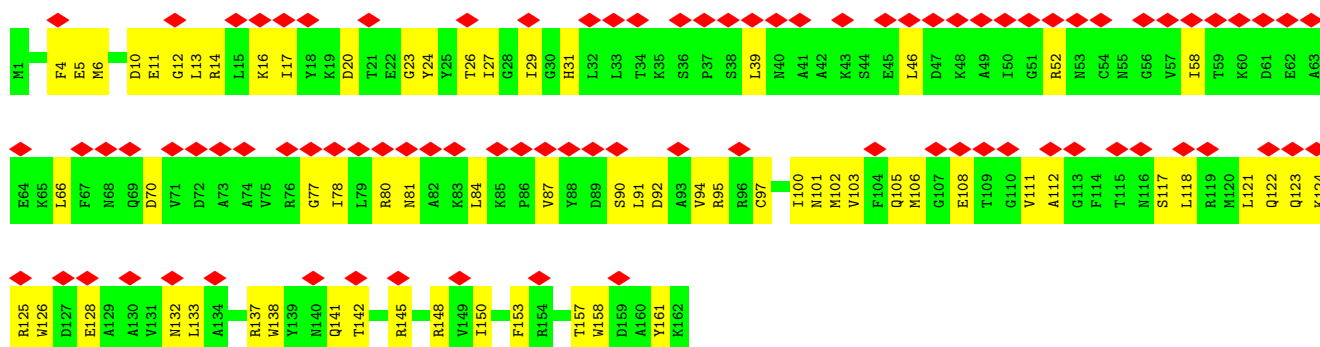 M1 F4 E5 M6 D10 E11 G12 L13 R14 L15 K16 I17 Y18 K19 D20 T21 E22 G23 Y24 Y25 T26 I27 G28 I29 G30 H31 L32 L33 T34 K35 S36 P37 S38 L39 N40 A41 A42 K43 S44 E45 L46 D47 K48 A49 I50 G51 R52 N53 C54 N55 G56 V57 I58 T59 K60 D61 E62 A63
E64 K65 L66 F67 N68 Q69 D70 V71 D72 A73 A74 V75 R76 G77 I78 L79 R80 N81 A82 K83 L84 K85 P86 V87 Y88 D89 S90 L91 D92 A93 V94 R95 R96 C97 I100 N101 M102 V103 F104 Q105 M106 G107 E108 T109 G110 V111 A112 G113 F114 T115 N116 S117 L118 R119 M120 L121 Q122 Q123 K124
R125 W126 D127 E128 A129 A130 V131 N132 L133 A134 R137 W138 Y139 N140 Q141 T142 R145 R148 V149 I150 F153 R154 T157 W158 D159 A160 Y161 K162